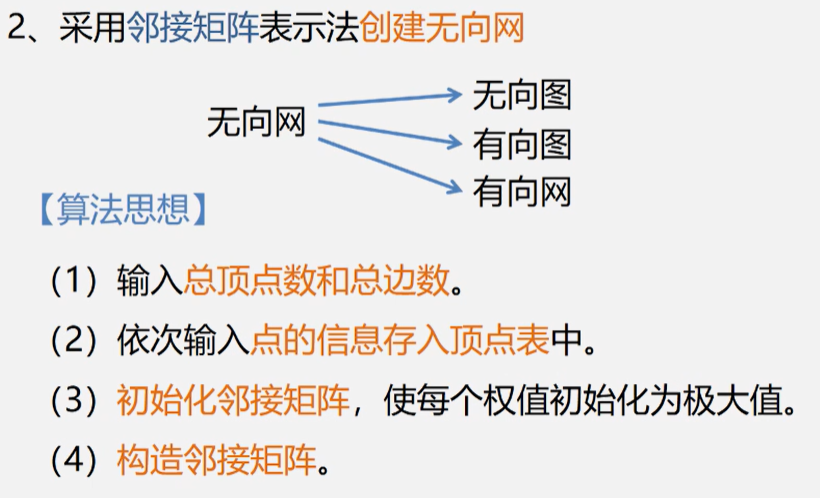 2、采用邻接矩阵表示法创建无向网
无向图
无向网
有向图
有向网
【算法思想】
（1）输入总顶点数和总边数。
（2）依次输入点的信息存入顶点表中。
（3）初始化邻接矩阵，使每个权值初始化为极大值。
（4）构造邻接矩阵。